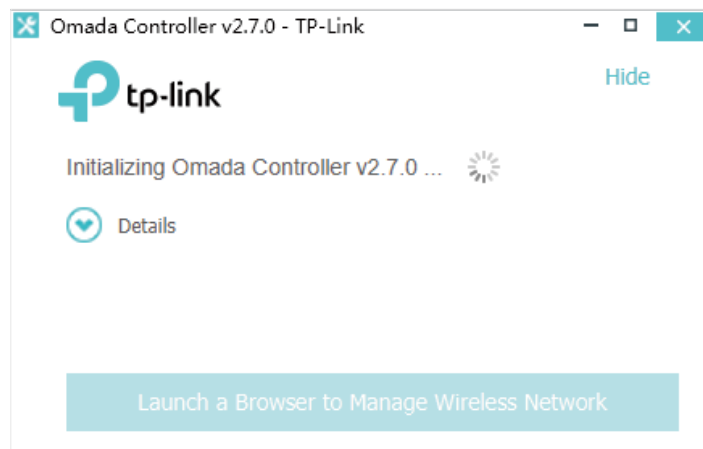 Omada Controller v2.7.0 - TP-Link
tp-link
Hide
Initializing Omada Controller v2.7.0 ...
Details
Launch a Browser to Manage Wireless Network